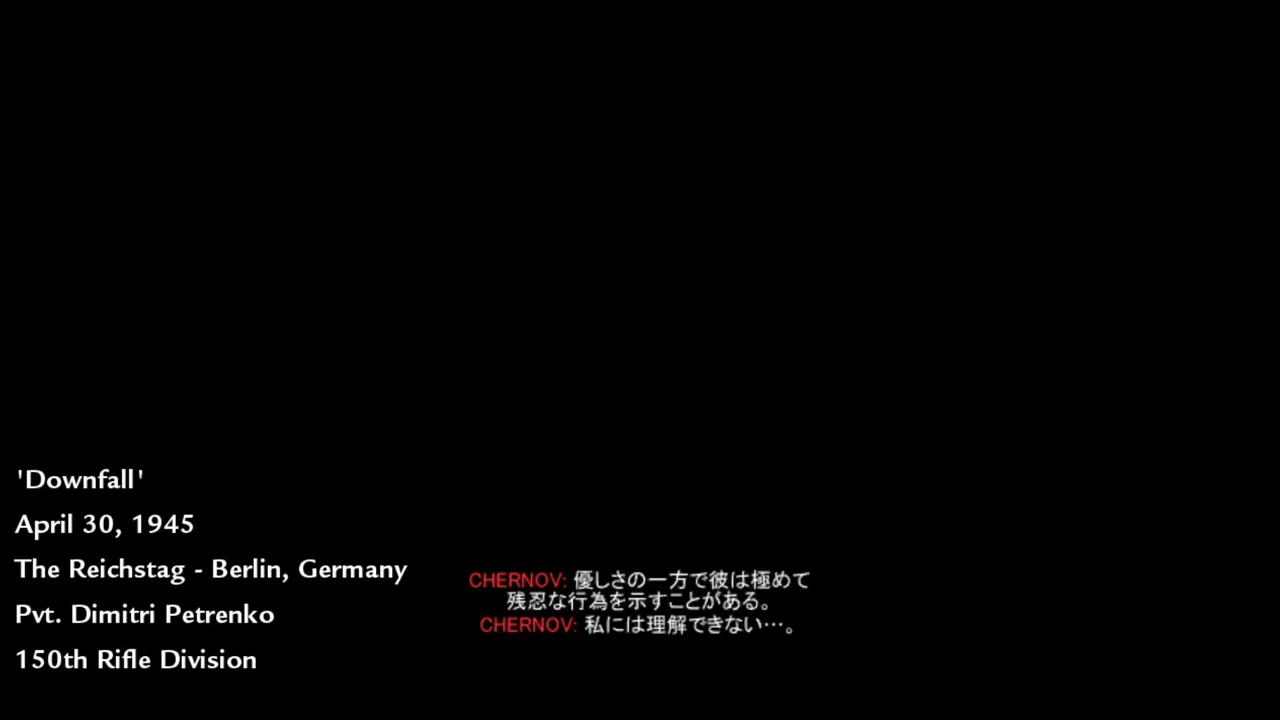 'Downfall'
April 30, 1945
The Reichstag - Berlin, Germany
Pvt. Dimitri Petrenko
150th Rifle Division
CHERNOV: 優しさの一方で彼は極めて
残忍な行為を示すことがある。
CHERNOV: 私には理解できない…。